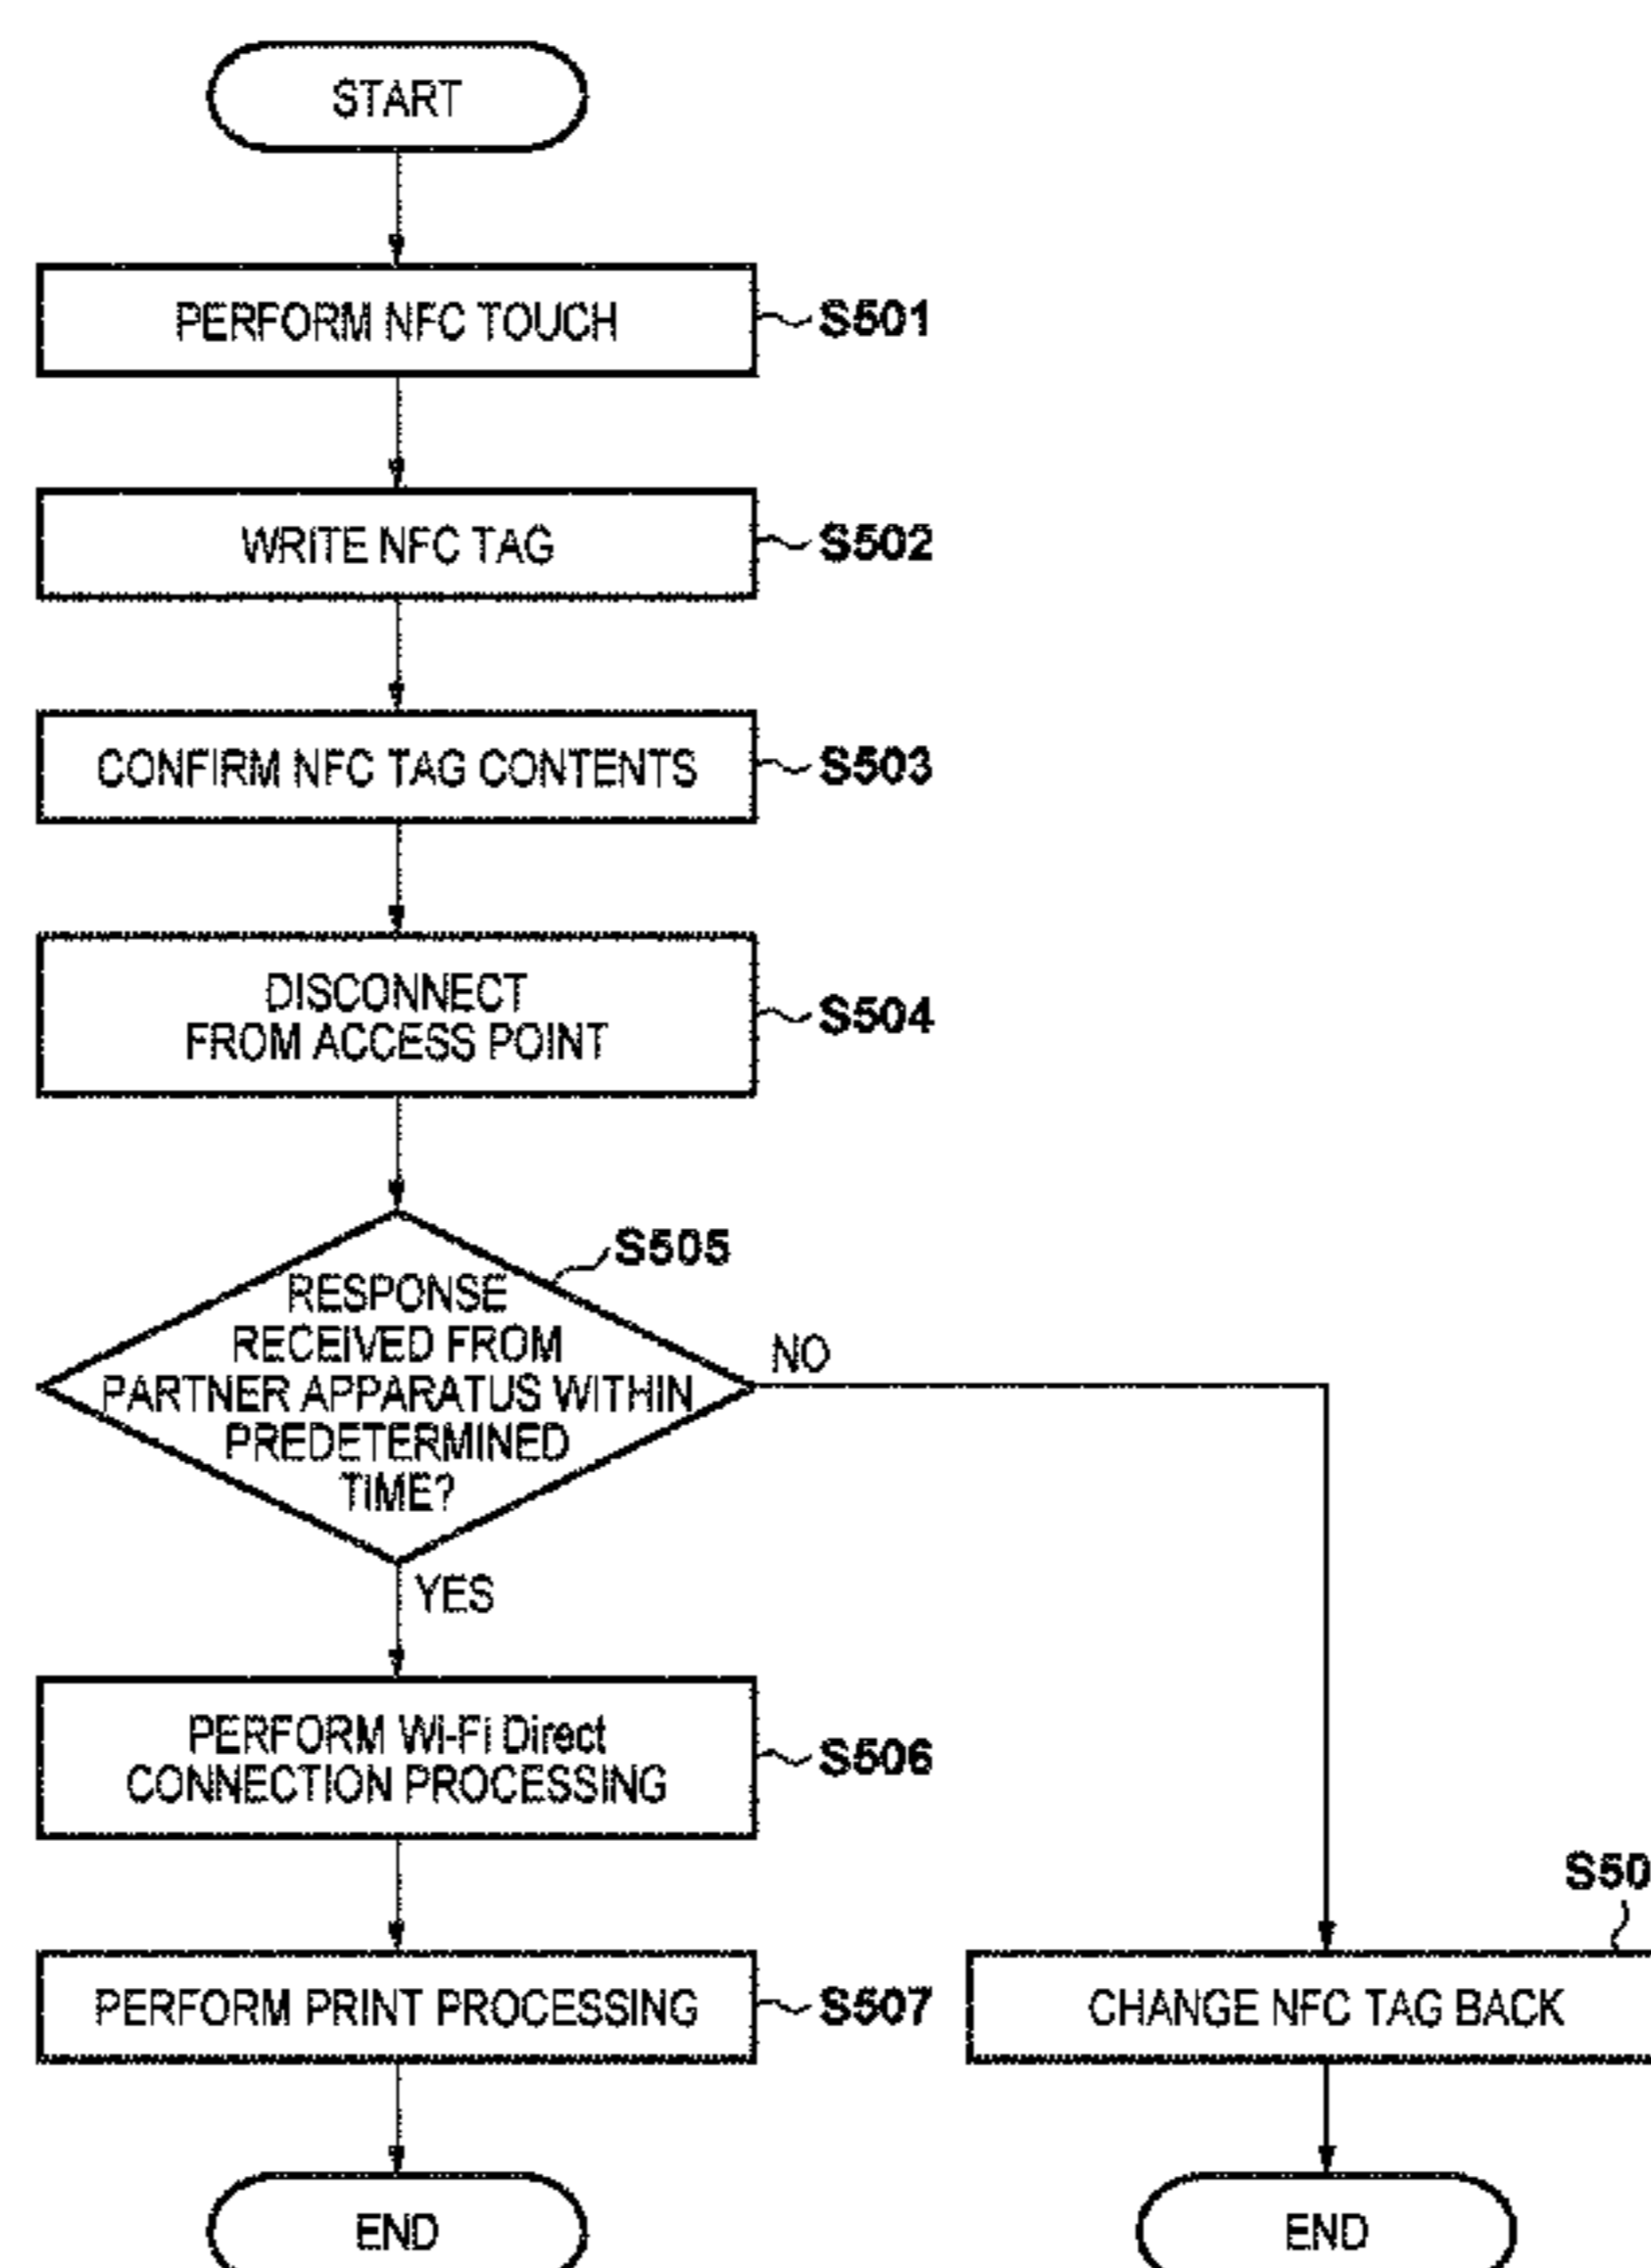 START
PERFORM NFC TOUCH
S501
WRITE NFC TAG
S502
CONFIRM NFC TAG CONTENTS
S503
DISCONNECT
FROM ACCESS POINT
S504
S505
RESPONSE
RECEIVED FROM
PARTNER APPARATUS WITHIN
PREDETERMINED
TIME?
NO
YES
PERFORM Wi-Fi Direct
CONNECTION PROCESSING
S506
S50
PERFORM PRINT PROCESSING
S507
CHANGE NFC TAG BACK
END
END